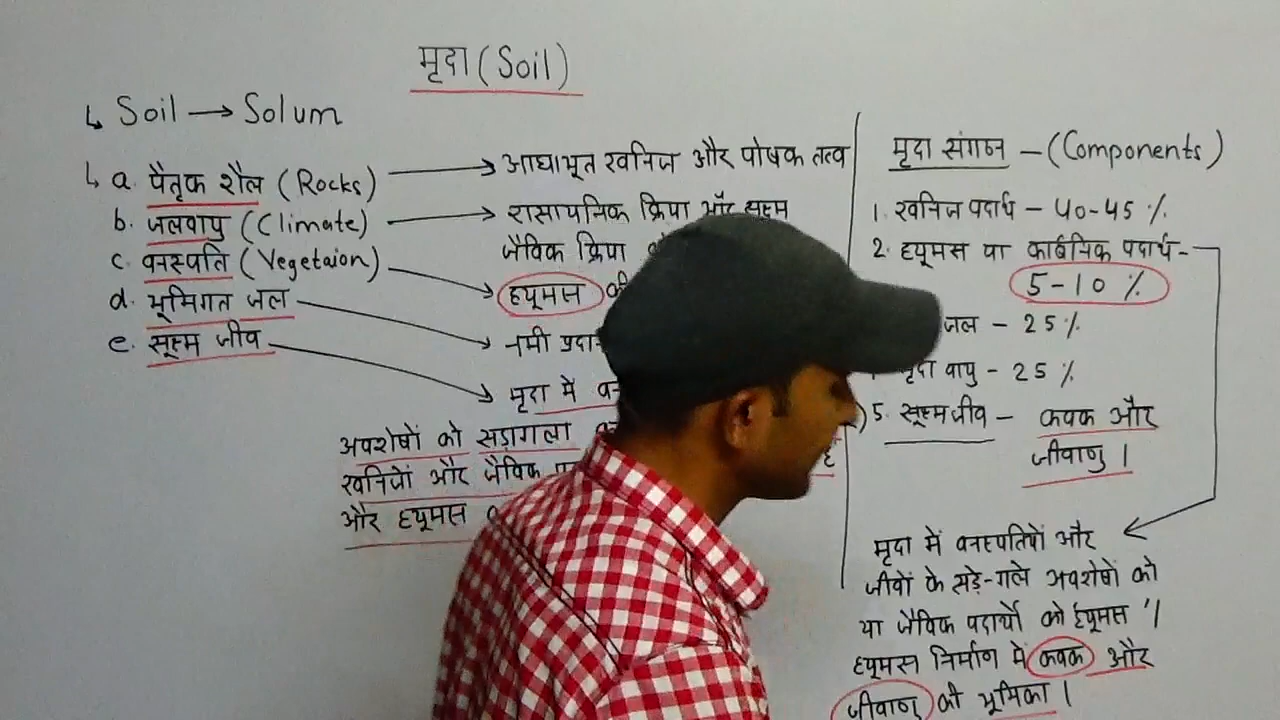 मृदा (Soil)
↳ Soil → Solum
↳ a. पैतृक शैल (Rocks) → आधाभूत खनिज और पोषक तत्व
b. जलवायु (Climate) → रासायनिक क्रिया और सूक्ष्म
जैविक क्रिया
c. वनस्पति (Vegetaion) → ह्यूमस
d. भूमिगत जल → नमी
e. सूक्ष्म जीव → मृदा में
अवशेषों को सड़ागला
खनिजों और जैविक
और ह्यूमस
मृदा संगठन - (Components)
1. खनिज पदार्थ - 40-45 %
2. ह्यूमस या कार्बनिक पदार्थ -
5-10 %
जल - 25 %
मृदा वायु - 25 %
5. सूक्ष्मजीव - कवक और
जीवाणु ।
मृदा में वनस्पतियों और
जीवों के सड़े-गले अवशेषों को
या जैविक पदार्थों को ह्यूमस '।
ह्यूमस निर्माण में कवक और
जीवाणु की भूमिका ।